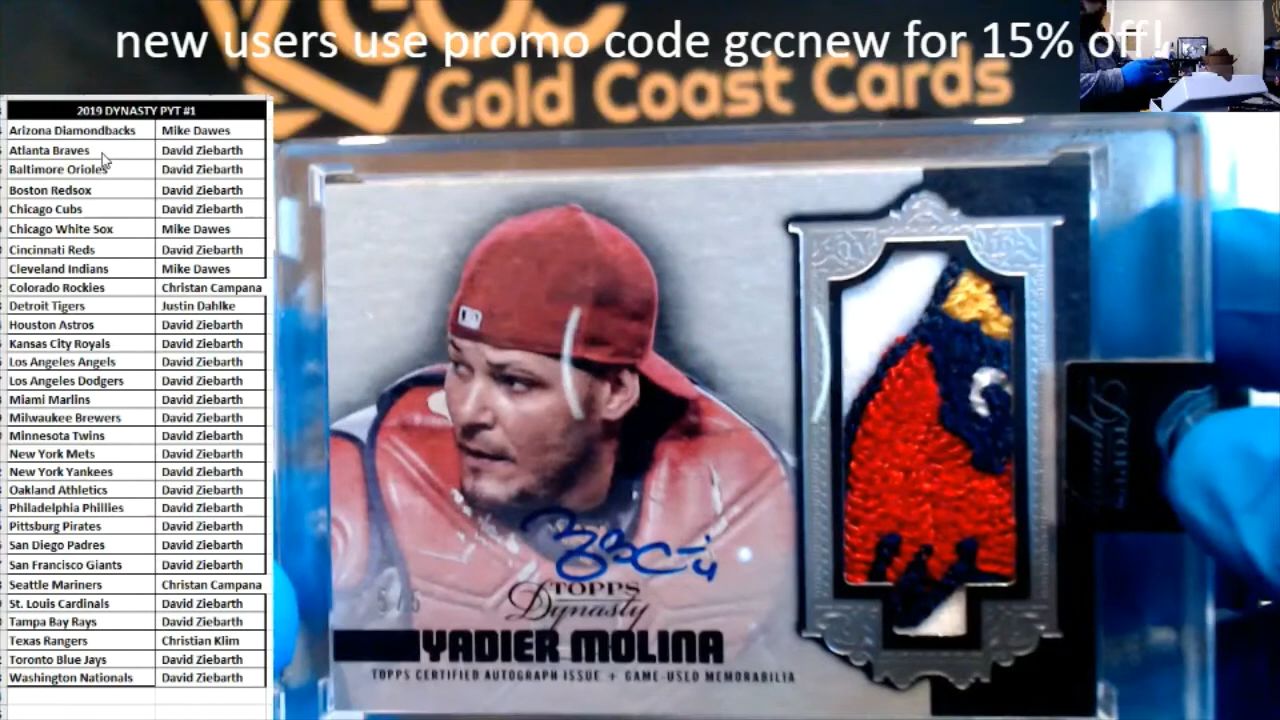 new users use promo code gccnew for 15% off!
Gold Coast Cards
2019 DYNASTY PYT #1
Arizona Diamondbacks Mike Dawes
Atlanta Braves David Ziebarth
Baltimore Orioles David Ziebarth
Boston Redsox David Ziebarth
Chicago Cubs David Ziebarth
Chicago White Sox Mike Dawes
Cincinnati Reds David Ziebarth
Cleveland Indians Mike Dawes
Colorado Rockies Christan Campana
Detroit Tigers Justin Dahlke
Houston Astros David Ziebarth
Kansas City Royals David Ziebarth
Los Angeles Angels David Ziebarth
Los Angeles Dodgers David Ziebarth
Miami Marlins David Ziebarth
Milwaukee Brewers David Ziebarth
Minnesota Twins David Ziebarth
New York Mets David Ziebarth
New York Yankees David Ziebarth
Oakland Athletics David Ziebarth
Philadelphia Phillies David Ziebarth
Pittsburg Pirates David Ziebarth
San Diego Padres David Ziebarth
San Francisco Giants David Ziebarth
Seattle Mariners Christan Campana
St. Louis Cardinals David Ziebarth
Tampa Bay Rays David Ziebarth
Texas Rangers Christian Klim
Toronto Blue Jays David Ziebarth
Washington Nationals David Ziebarth
5/5
TOPPS
Dynasty
YADIER MOLINA
TOPPS CERTIFIED AUTOGRAPH ISSUE + GAME-USED MEMORABILIA
TOPPS
Dynasty